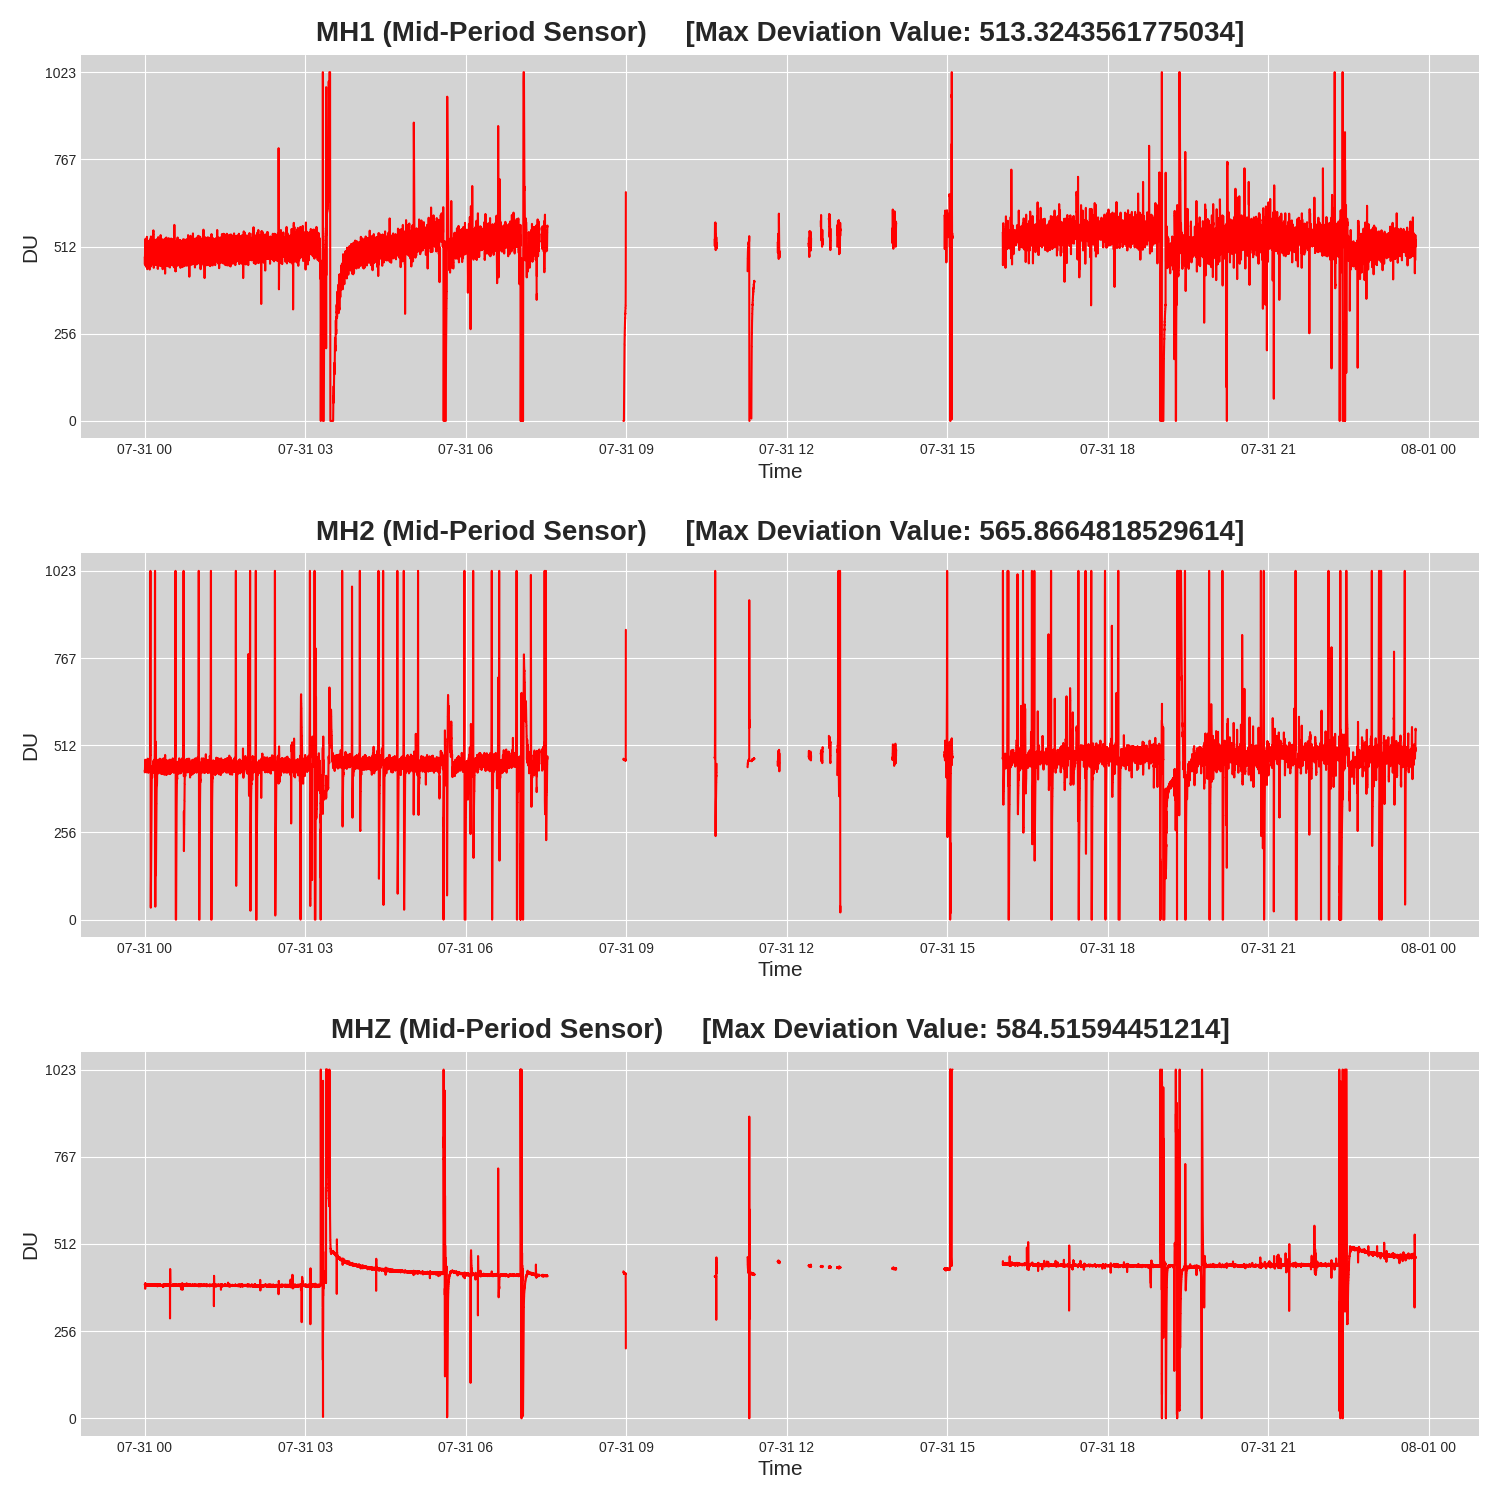 MH1 (Mid-Period Sensor) [Max Deviation Value: 513.3243561775034]
1023
767
512
256
0
DU
07-31 00 07-31 03 07-31 06 07-31 09 07-31 12 07-31 15 07-31 18 07-31 21 08-01 00
Time
MH2 (Mid-Period Sensor) [Max Deviation Value: 565.8664818529614]
1023
767
512
256
0
DU
07-31 00 07-31 03 07-31 06 07-31 09 07-31 12 07-31 15 07-31 18 07-31 21 08-01 00
Time
MHZ (Mid-Period Sensor) [Max Deviation Value: 584.51594451214]
1023
767
512
256
0
DU
07-31 00 07-31 03 07-31 06 07-31 09 07-31 12 07-31 15 07-31 18 07-31 21 08-01 00
Time